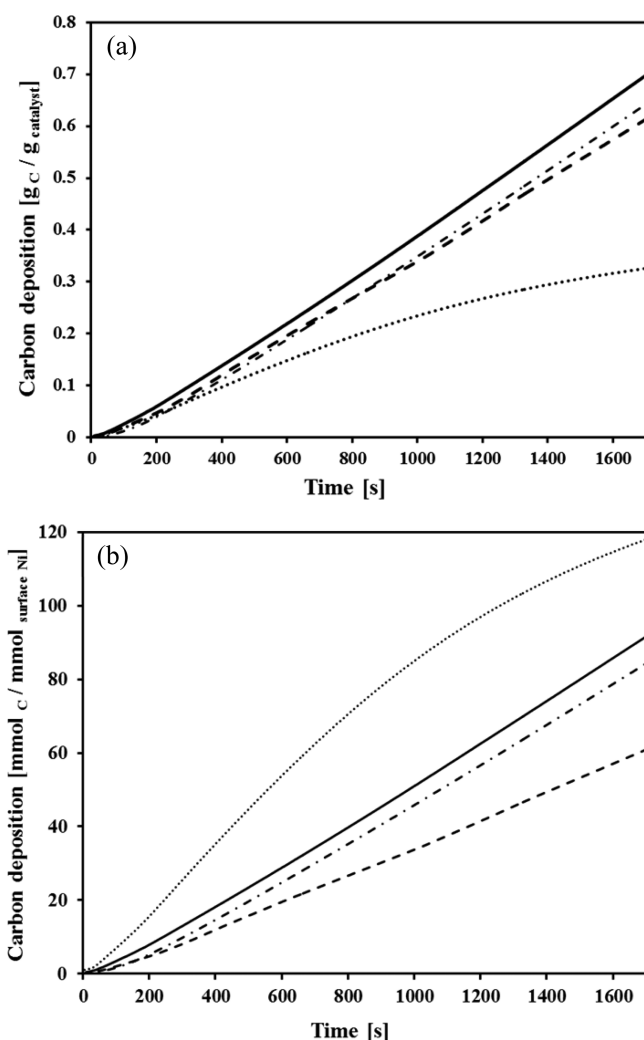 (a)
Carbon deposition [g C / g catalyst]
0.8
0.7
0.6
0.5
0.4
0.3
0.2
0.1
0
0 200 400 600 800 1000 1200 1400 1600
Time [s]
(b)
Carbon deposition [mmol C / mmol surface Ni]
120
100
80
60
40
20
0
0 200 400 600 800 1000 1200 1400 1600
Time [s]